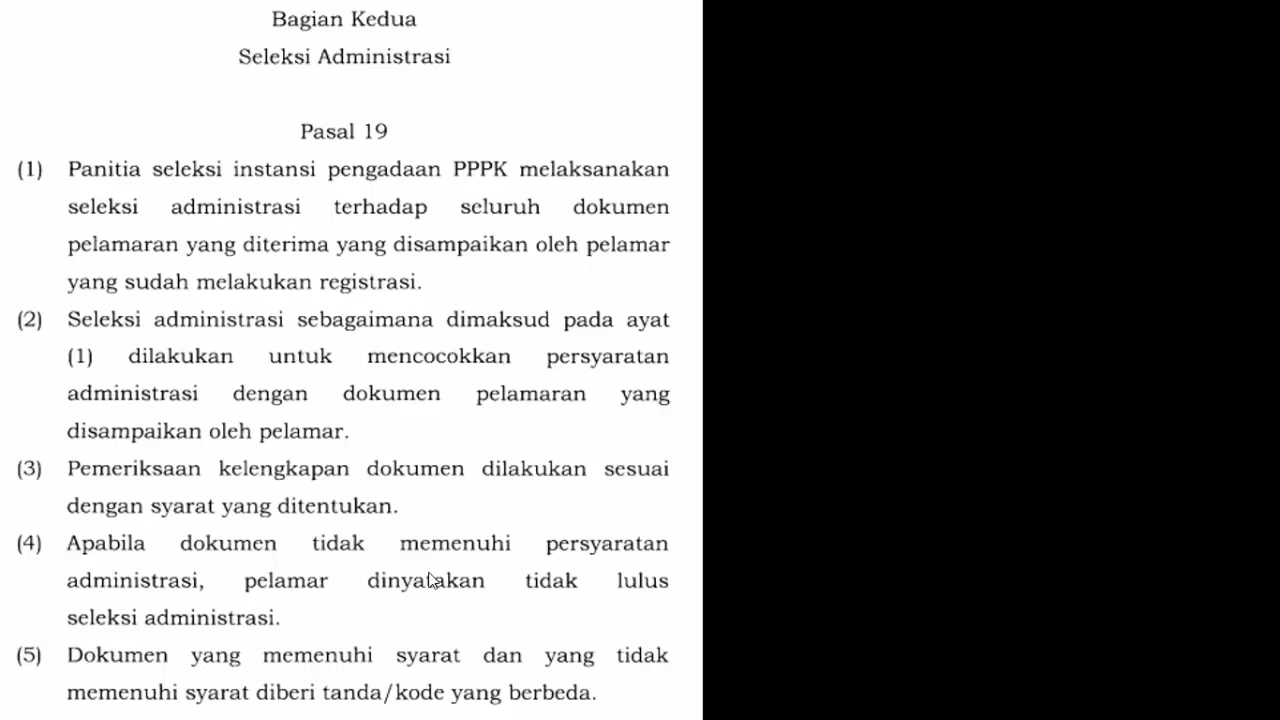 Bagian Kedua
Seleksi Administrasi
Pasal 19
(1) Panitia seleksi instansi pengadaan PPPK melaksanakan
seleksi administrasi terhadap seluruh dokumen
pelamaran yang diterima yang disampaikan oleh pelamar
yang sudah melakukan registrasi.
(2) Seleksi administrasi sebagaimana dimaksud pada ayat
(1) dilakukan untuk mencocokkan persyaratan
administrasi dengan dokumen pelamaran yang
disampaikan oleh pelamar.
(3) Pemeriksaan kelengkapan dokumen dilakukan sesuai
dengan syarat yang ditentukan.
(4) Apabila dokumen tidak memenuhi persyaratan
administrasi, pelamar dinyatakan tidak lulus
seleksi administrasi.
(5) Dokumen yang memenuhi syarat dan yang tidak
memenuhi syarat diberi tanda/kode yang berbeda.